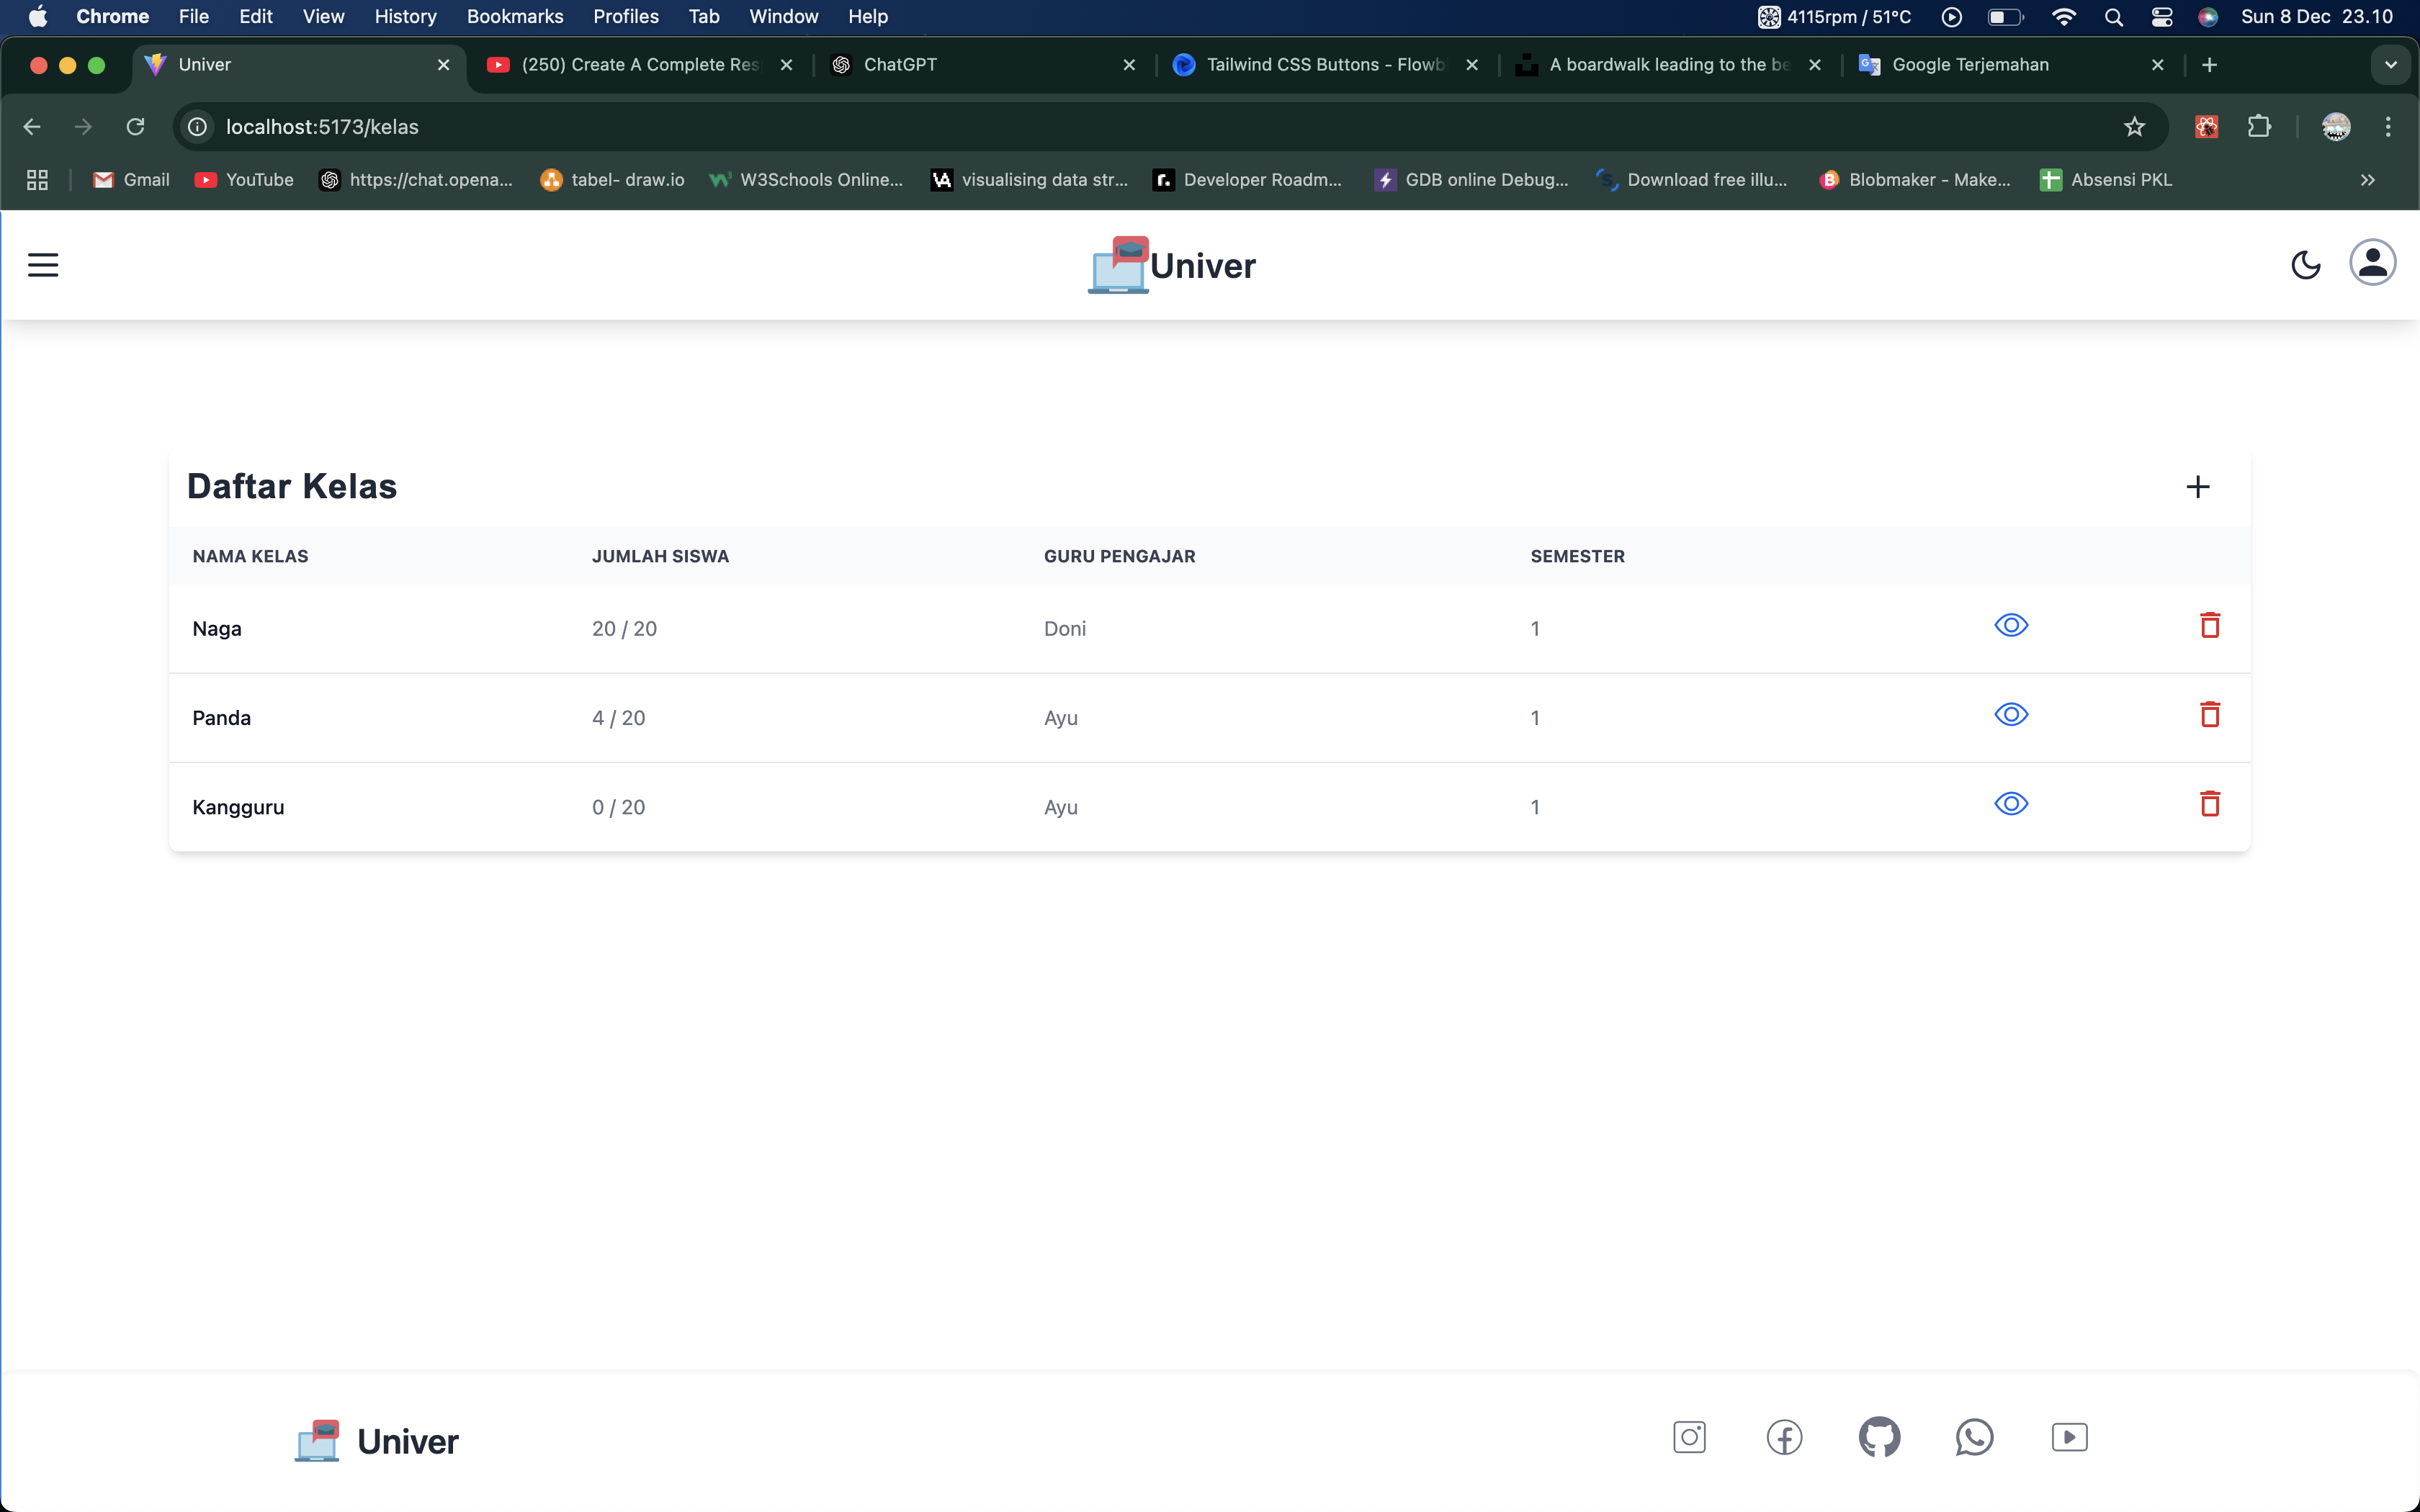 Chrome File Edit View History Bookmarks Profiles Tab Window Help 4115rpm / 51°C Sun 8 Dec 23.10
Univer (250) Create A Complete Res ChatGPT Tailwind CSS Buttons - Flowb A boardwalk leading to the be Google Terjemahan
localhost:5173/kelas
Gmail YouTube https://chat.opena... tabel- draw.io W3Schools Online... visualising data str... Developer Roadm... GDB online Debug... Download free illu... Blobmaker - Make... Absensi PKL
Univer
Daftar Kelas
NAMA KELAS JUMLAH SISWA GURU PENGAJAR SEMESTER
Naga 20 / 20 Doni 1
Panda 4 / 20 Ayu 1
Kangguru 0 / 20 Ayu 1
Univer